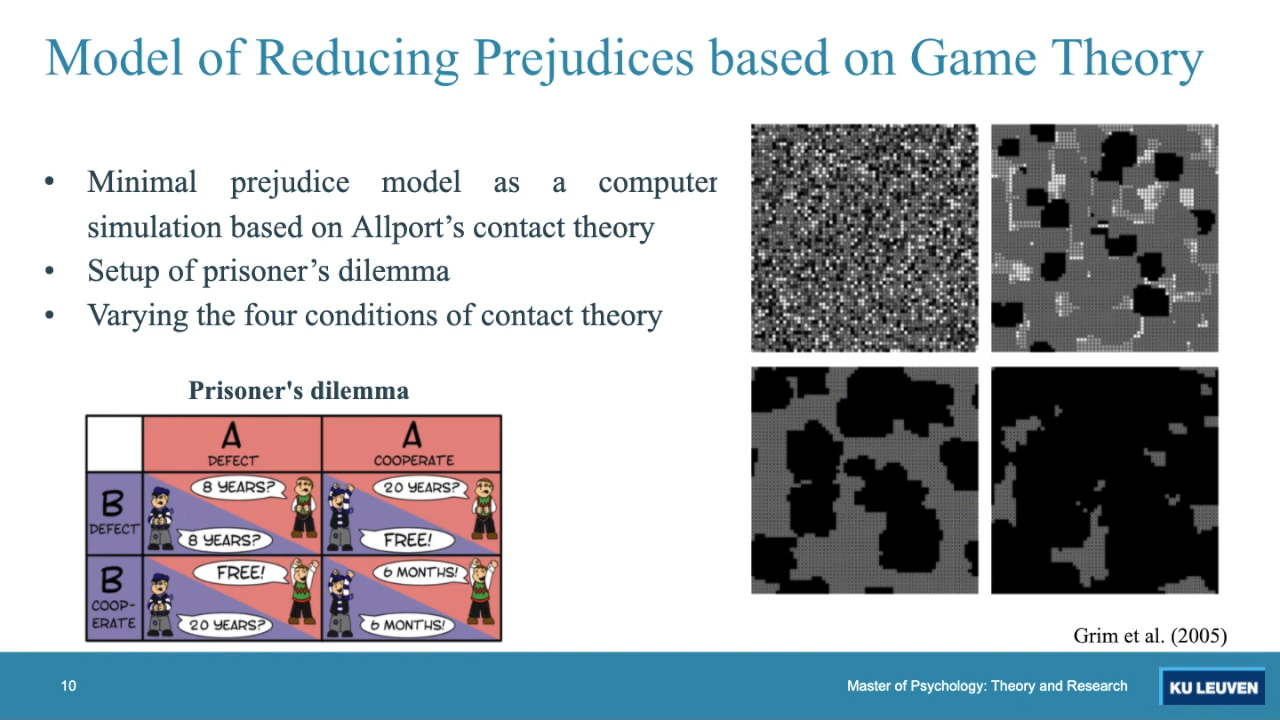 Model of Reducing Prejudices based on Game Theory
• Minimal prejudice model as a computer
simulation based on Allport’s contact theory
• Setup of prisoner’s dilemma
• Varying the four conditions of contact theory
Prisoner's dilemma
A
DEFECT
A
COOPERATE
B
DEFECT
8 YEARS?
8 YEARS?
20 YEARS?
FREE!
B
COOP-
ERATE
FREE!
20 YEARS?
6 MONTHS!
6 MONTHS!
Grim et al. (2005)
10
Master of Psychology: Theory and Research
KU LEUVEN